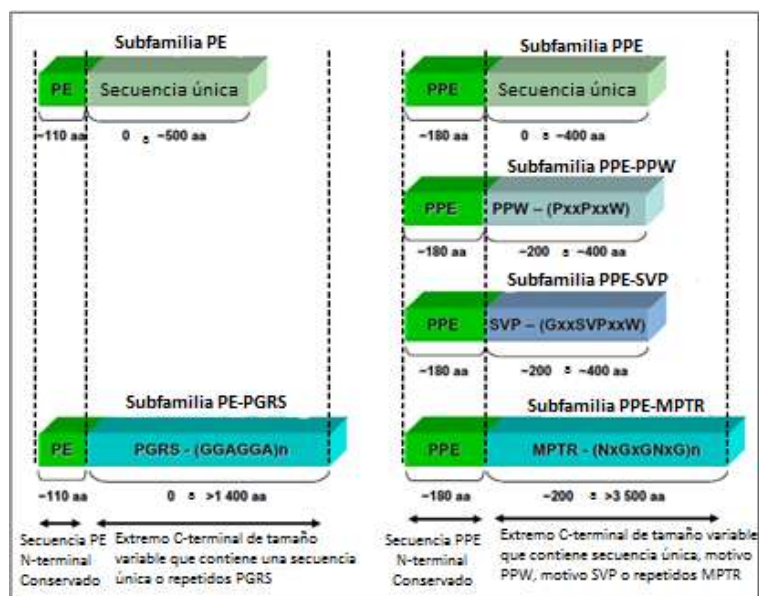 Subfamilia PE
PE
Secuencia única
~110 aa
0 a ~500 aa
Subfamilia PE-PGRS
PE
PGRS - (GGAGGA)n
~110 aa
0 a >1 400 aa
Secuencia PE
N-terminal
Conservado
Extremo C-terminal de tamaño
variable que contiene una secuencia
única o repetidos PGRS
Subfamilia PPE
PPE
Secuencia única
~180 aa
0 a ~400 aa
Subfamilia PPE-PPW
PPE
PPW – (PxxPxxW)
~180 aa
~200 a ~400 aa
Subfamilia PPE-SVP
PPE
SVP – (GxxSVPxxW)
~180 aa
~200 a ~400 aa
Subfamilia PPE-MPTR
PPE
MPTR - (NxGxGNxG)n
~180 aa
~200 a >3 500 aa
Secuencia PPE
N-terminal
Conservado
Extremo C-terminal de tamaño variable
que contiene secuencia única, motivo
PPW, motivo SVP o repetidos MPTR